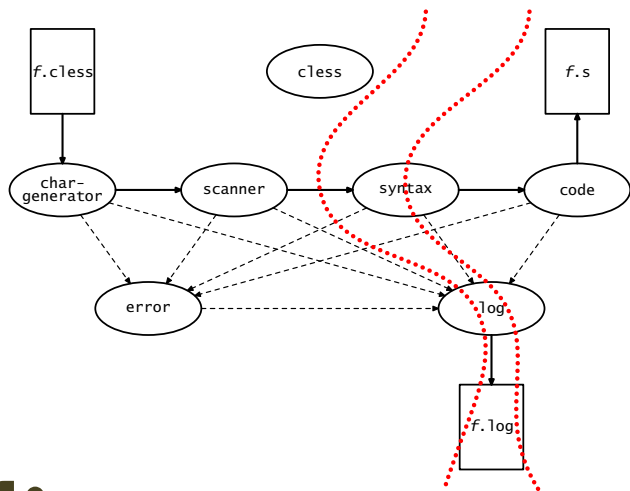 f.cless
cless
f.s
char-
generator
scanner
syntax
code
error
log
f.log